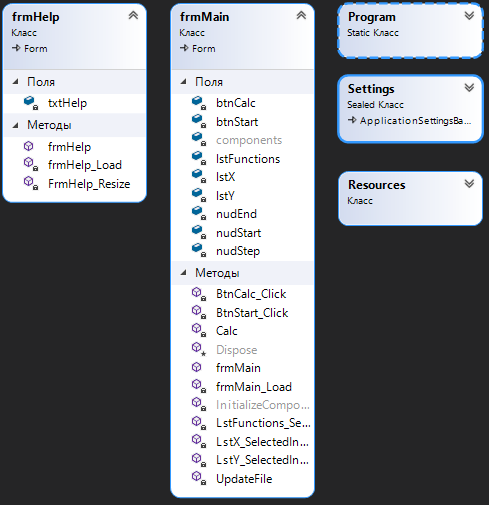 frmHelp
Класс
Form
Поля
txtHelp
Методы
frmHelp
frmHelp_Load
FrmHelp_Resize
frmMain
Класс
Form
Поля
btnCalc
btnStart
components
lstFunctions
lstX
lstY
nudEnd
nudStart
nudStep
Методы
BtnCalc_Click
BtnStart_Click
Calc
Dispose
frmMain
frmMain_Load
InitializeCompo...
LstFunctions_Se...
LstX_SelectedIn...
LstY_SelectedIn...
UpdateFile
Program
Static Класс
Settings
Sealed Класс
ApplicationSettingsBa...
Resources
Класс